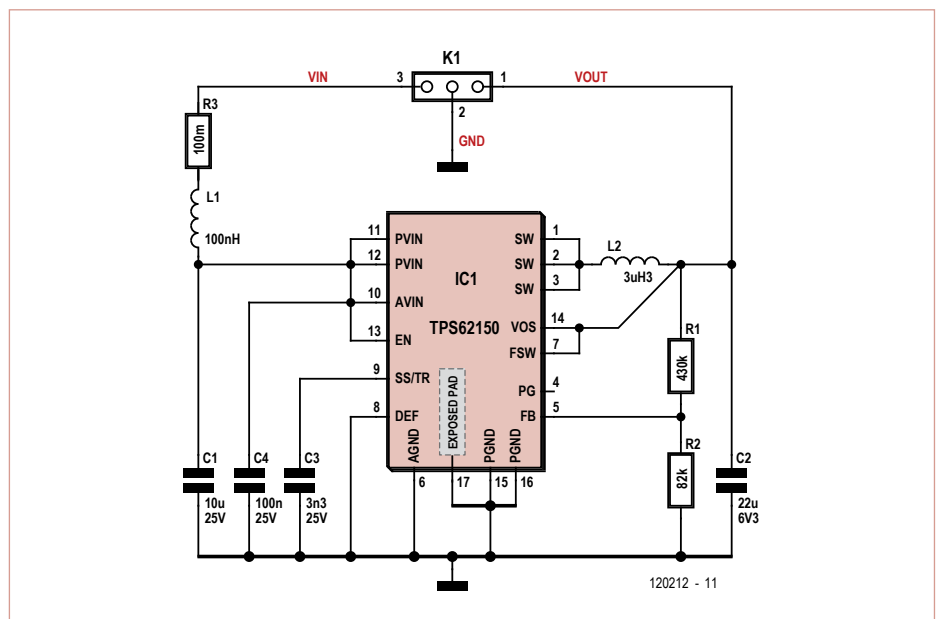 K1
VIN
3
1
VOUT
2
GND
R3
100m
L1
100nH
11
PVIN
12
PVIN
10
AVIN
13
EN
9
SS/TR
8
DEF
IC1
TPS62150
EXPOSED PAD
AGND
PGND
PGND
6
17
15
16
SW
1
SW
2
SW
3
VOS
14
FSW
7
PG
4
FB
5
L2
3uH3
R1
430k
R2
82k
C1
10u
25V
C4
100n
25V
C3
3n3
25V
C2
22u
6V3
120212 - 11